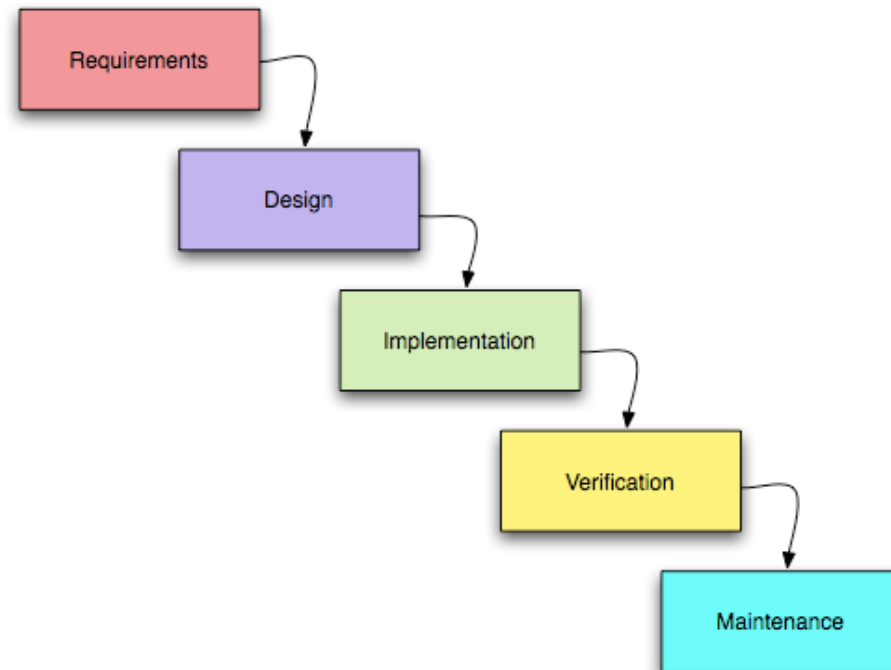 Requirements
Design
Implementation
Verification
Maintenance